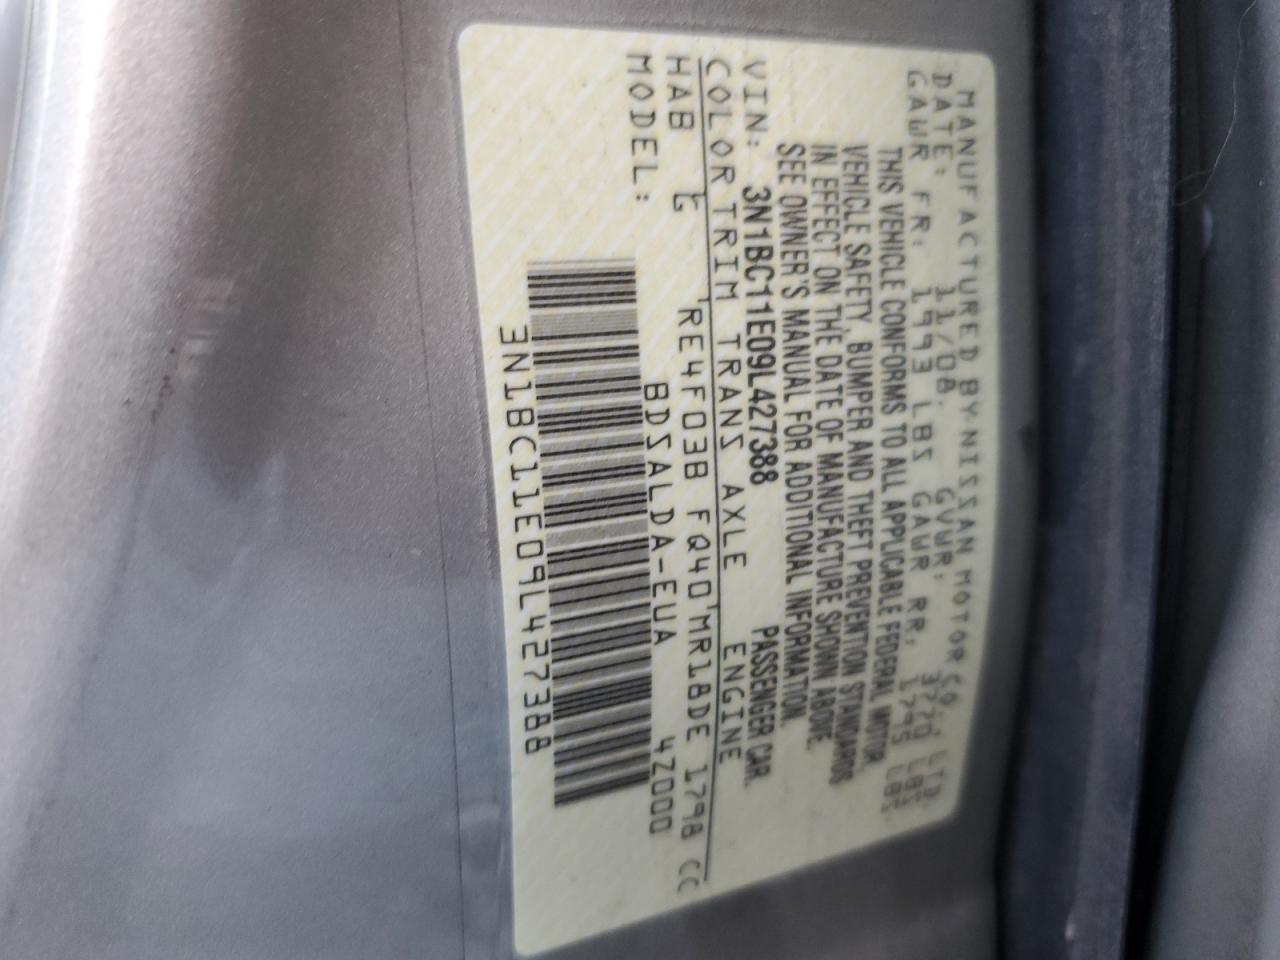 MANUFACTURED BY NISSAN MOTOR CO., LTD.
DATE: 11/08. GVWR: 3770 LBS
GAWR FR: 1993 LBS GAWR RR: 1795 LBS
THIS VEHICLE CONFORMS TO ALL APPLICABLE FEDERAL MOTOR
VEHICLE SAFETY, BUMPER AND THEFT PREVENTION STANDARDS
IN EFFECT ON THE DATE OF MANUFACTURE SHOWN ABOVE.
SEE OWNER'S MANUAL FOR ADDITIONAL INFORMATION.
VIN: 3N1BC11E09L427388 PASSENGER CAR.
COLOR TRIM TRANS AXLE ENGINE
HAB G RE4F03B FQ40 MR18DE 1798 CC
MODEL: BDSALDA-EUA 4Z000
3N1BC11E09L427388